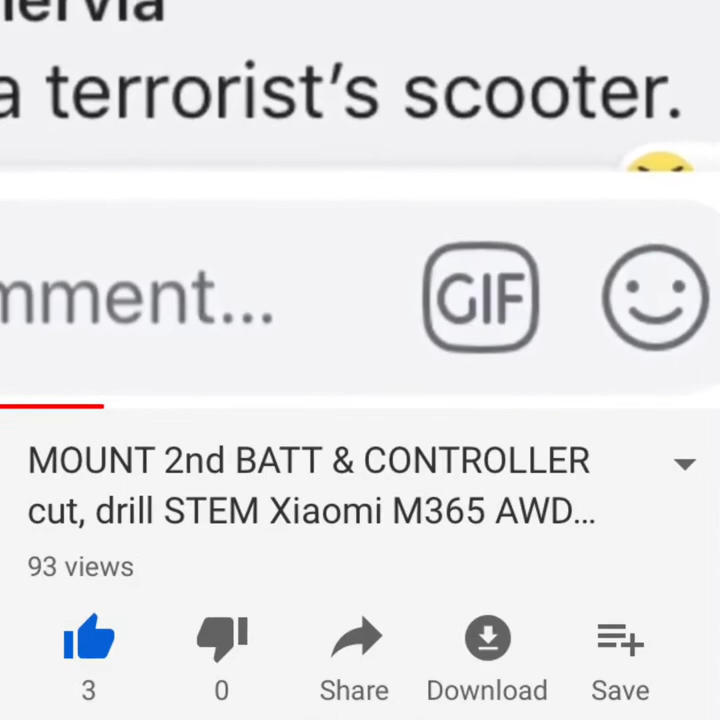 a terrorist's scooter.
GIF
MOUNT 2nd BATT & CONTROLLER
cut, drill STEM Xiaomi M365 AWD...
93 views
3
0
Share
Download
Save